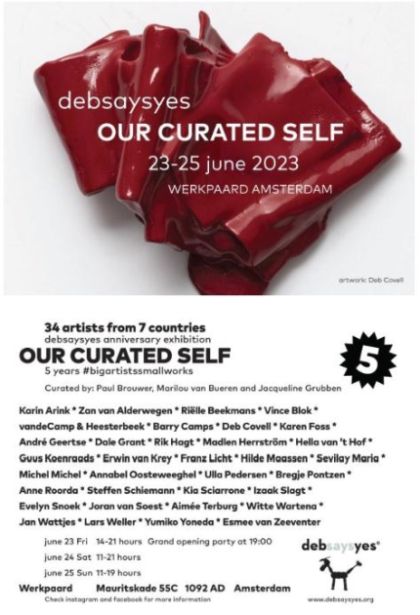 debsaysyes
OUR CURATED SELF
23-25 june 2023
WERKPAARD AMSTERDAM
artwork: Deb Covell
34 artists from 7 countries
debsaysyes anniversary exhibition
OUR CURATED SELF
5 years #bigartistssmallworks
5
Curated by: Paul Brouwer, Marilou van Bueren and Jacqueline Grubben
Karin Arink * Zan van Alderwegen * Riëlle Beekmans * Vince Blok *
vandeCamp & Heesterbeek * Barry Camps * Deb Covell * Karen Foss *
André Geertse * Dale Grant * Rik Hagt * Madlen Herrström * Hella van 't Hof *
Guus Koenraads * Erwin van Krey * Franz Licht * Hilde Maassen * Sevilay Maria *
Michel Michel * Annabel Oosteweeghel * Ulla Pedersen * Bregje Pontzen *
Anne Roorda * Steffen Schiemann * Kia Sciarrone * Izaak Slagt *
Evelyn Snoek * Joran van Soest * Aimée Terburg * Witte Wartena *
Jan Wattjes * Lars Weller * Yumiko Yoneda * Esmee van Zeeventer
june 23 Fri 14-21 hours Grand opening party at 19:00
june 24 Sat 11-21 hours
june 25 Sun 11-19 hours
debsaysyes°
Werkpaard Mauritskade 55C 1092 AD Amsterdam
Check instagram and facebook for more information
www.debsaysyes.org